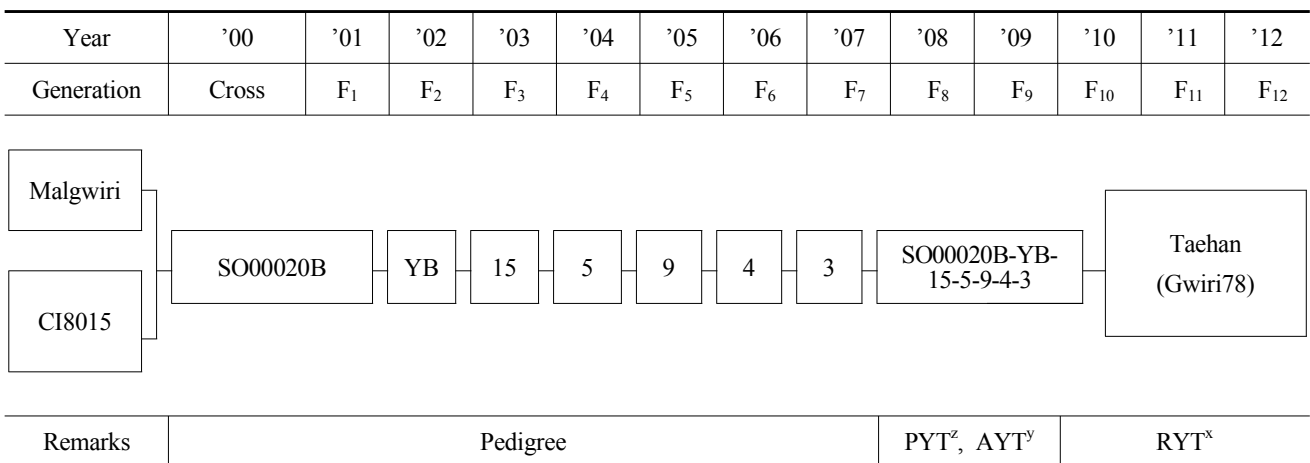 Year ’00 ’01 ’02 ’03 ’04 ’05 ’06 ’07 ’08 ’09 ’10 ’11 ’12
Generation Cross F₁ F₂ F₃ F₄ F₅ F₆ F₇ F₈ F₉ F₁₀ F₁₁ F₁₂
Malgwiri
CI8015
SO00020B YB 15 5 9 4 3
SO00020B-YB-
15-5-9-4-3
Taehan
(Gwiri78)
Remarks Pedigree PYTᶻ, AYTʸ RYTˣ